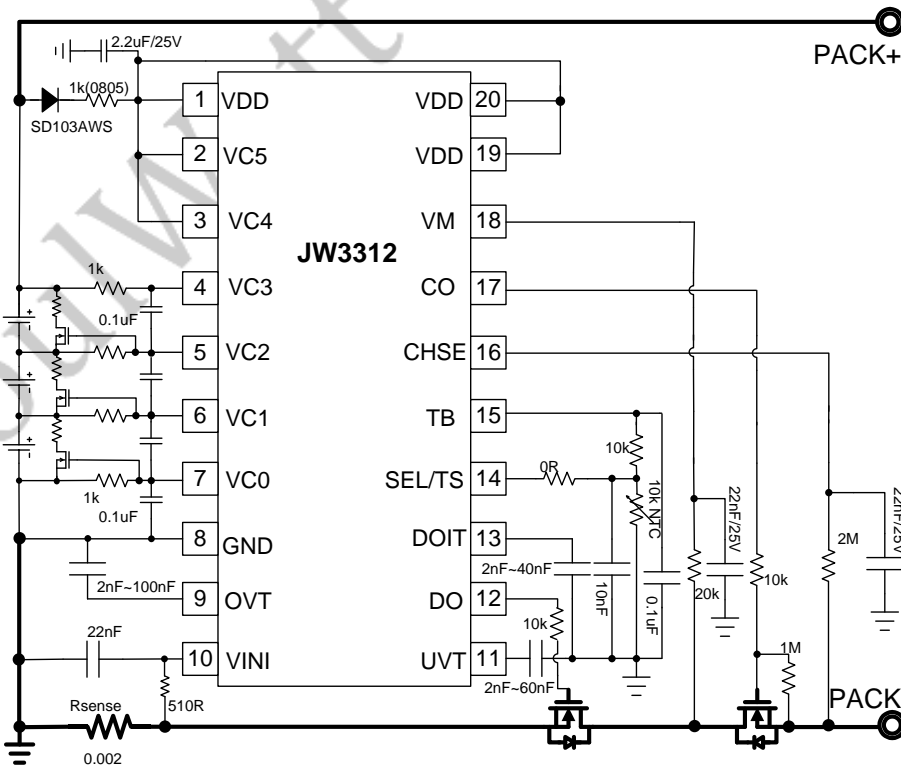 PACK+
2.2uF/25V
1k(0805)
SD103AWS
1 VDD
VDD 20
2 VC5
VDD 19
3 VC4
VM 18
JW3312
1k
4 VC3
CO 17
0.1uF
5 VC2
CHSE 16
6 VC1
TB 15
10k
7 VC0
SEL/TS 14
0R
10k NTC
1k
0.1uF
22nF/25V
22nF/25V
8 GND
DOIT 13
2M
2nF~100nF
2nF~40nF
10nF
0.1uF
20k
10k
9 OVT
DO 12
22nF
10k
10 VINI
UVT 11
2nF~60nF
1M
510R
Rsense
0.002
PACK